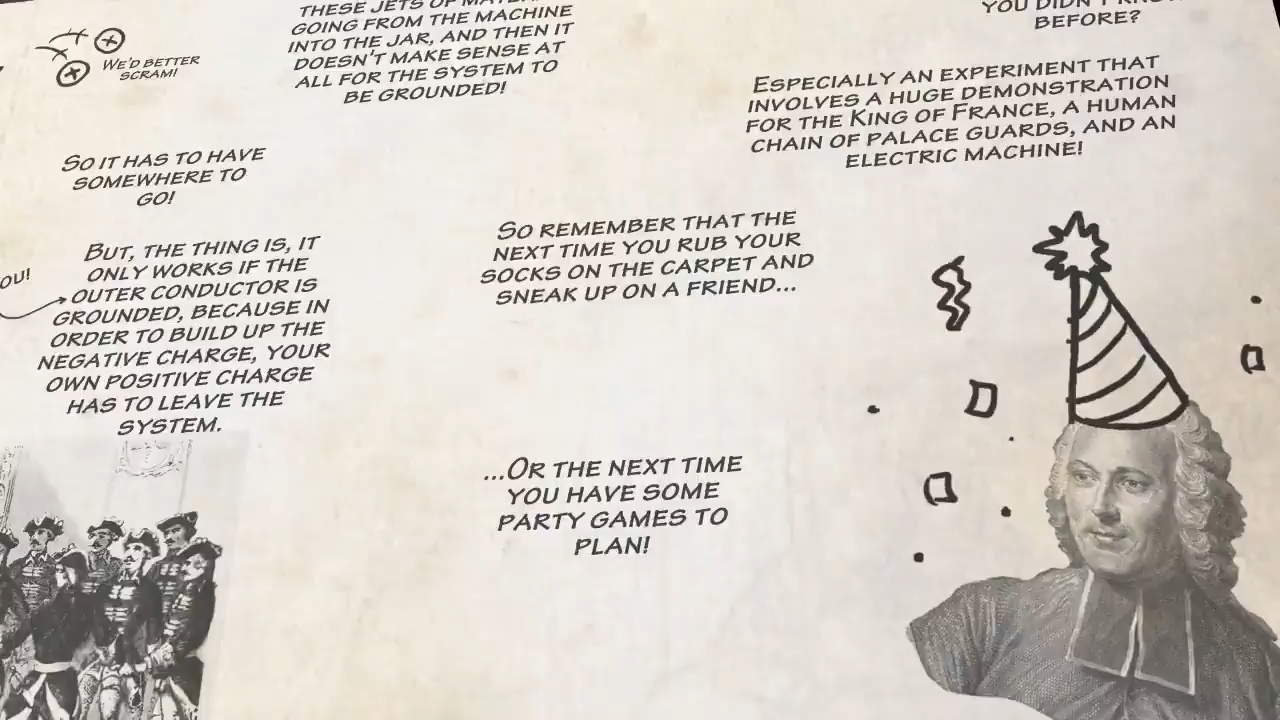 THESE JETS OF
GOING FROM THE MACHINE
INTO THE JAR, AND THEN IT
DOESN'T MAKE SENSE AT
ALL FOR THE SYSTEM TO
BE GROUNDED!
WE'D BETTER
SCRAM!
SO IT HAS TO HAVE
SOMEWHERE TO
GO!
OU!
BUT, THE THING IS, IT
ONLY WORKS IF THE
OUTER CONDUCTOR IS
GROUNDED, BECAUSE IN
ORDER TO BUILD UP THE
NEGATIVE CHARGE, YOUR
OWN POSITIVE CHARGE
HAS TO LEAVE THE
SYSTEM.
YOU DIDN'T
BEFORE?
ESPECIALLY AN EXPERIMENT THAT
INVOLVES A HUGE DEMONSTRATION
FOR THE KING OF FRANCE, A HUMAN
CHAIN OF PALACE GUARDS, AND AN
ELECTRIC MACHINE!
SO REMEMBER THAT THE
NEXT TIME YOU RUB YOUR
SOCKS ON THE CARPET AND
SNEAK UP ON A FRIEND...
...OR THE NEXT TIME
YOU HAVE SOME
PARTY GAMES TO
PLAN!